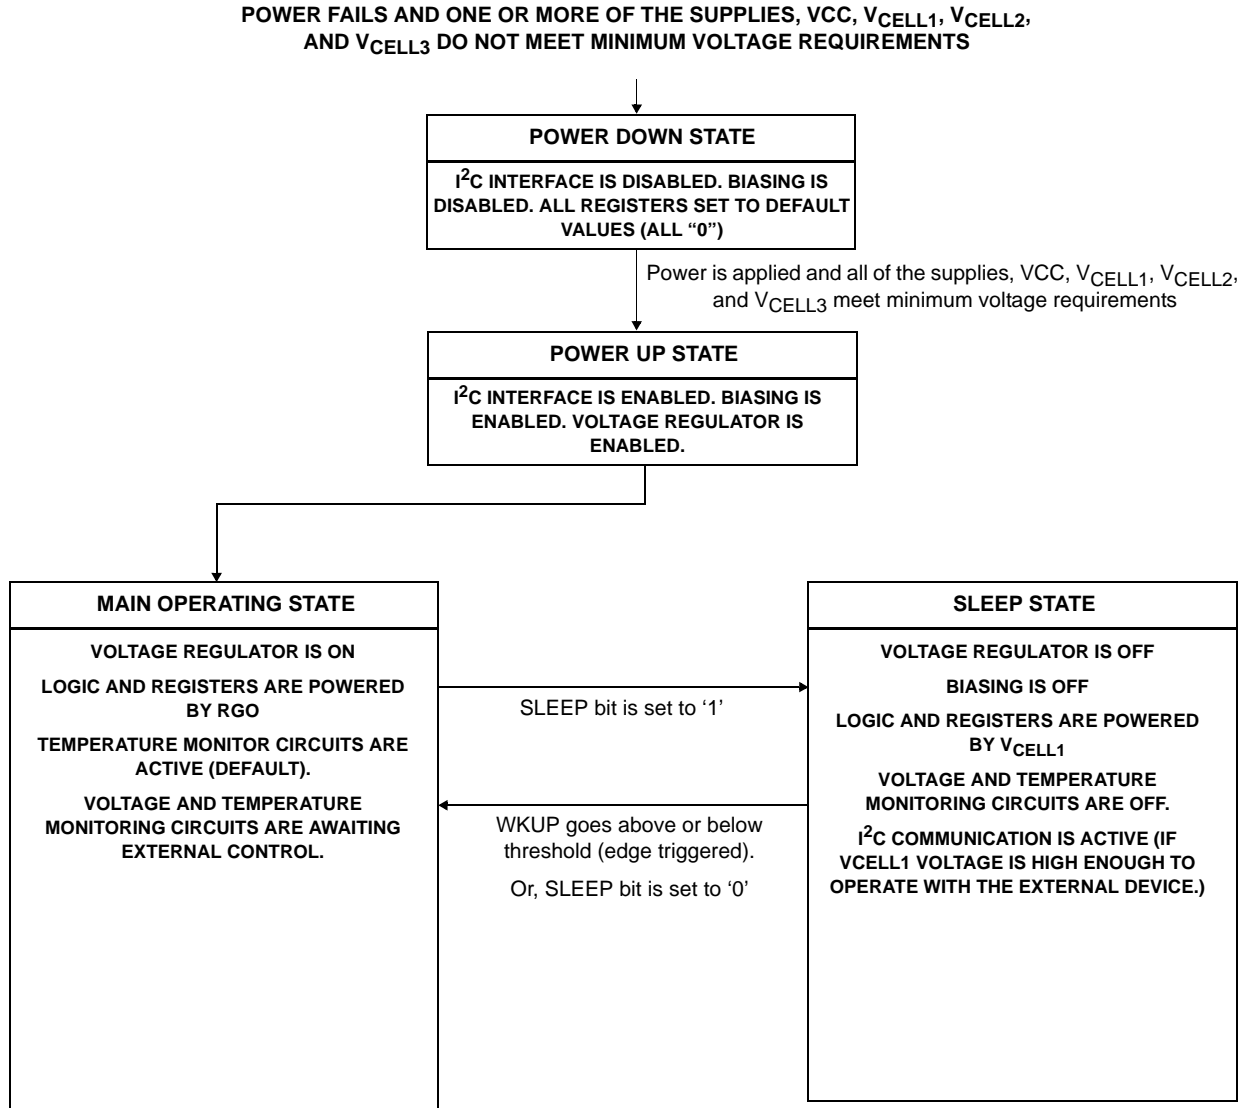 POWER FAILS AND ONE OR MORE OF THE SUPPLIES, VCC, VCELL1, VCELL2,
AND VCELL3 DO NOT MEET MINIMUM VOLTAGE REQUIREMENTS
POWER DOWN STATE
I2C INTERFACE IS DISABLED. BIASING IS
DISABLED. ALL REGISTERS SET TO DEFAULT
VALUES (ALL “0”)
Power is applied and all of the supplies, VCC, VCELL1, VCELL2,
and VCELL3 meet minimum voltage requirements
POWER UP STATE
I2C INTERFACE IS ENABLED. BIASING IS
ENABLED. VOLTAGE REGULATOR IS
ENABLED.
MAIN OPERATING STATE
VOLTAGE REGULATOR IS ON
LOGIC AND REGISTERS ARE POWERED
BY RGO
TEMPERATURE MONITOR CIRCUITS ARE
ACTIVE (DEFAULT).
VOLTAGE AND TEMPERATURE
MONITORING CIRCUITS ARE AWAITING
EXTERNAL CONTROL.
SLEEP bit is set to ‘1’
WKUP goes above or below
threshold (edge triggered).
Or, SLEEP bit is set to ‘0’
SLEEP STATE
VOLTAGE REGULATOR IS OFF
BIASING IS OFF
LOGIC AND REGISTERS ARE POWERED
BY VCELL1
VOLTAGE AND TEMPERATURE
MONITORING CIRCUITS ARE OFF.
I2C COMMUNICATION IS ACTIVE (IF
VCELL1 VOLTAGE IS HIGH ENOUGH TO
OPERATE WITH THE EXTERNAL DEVICE.)